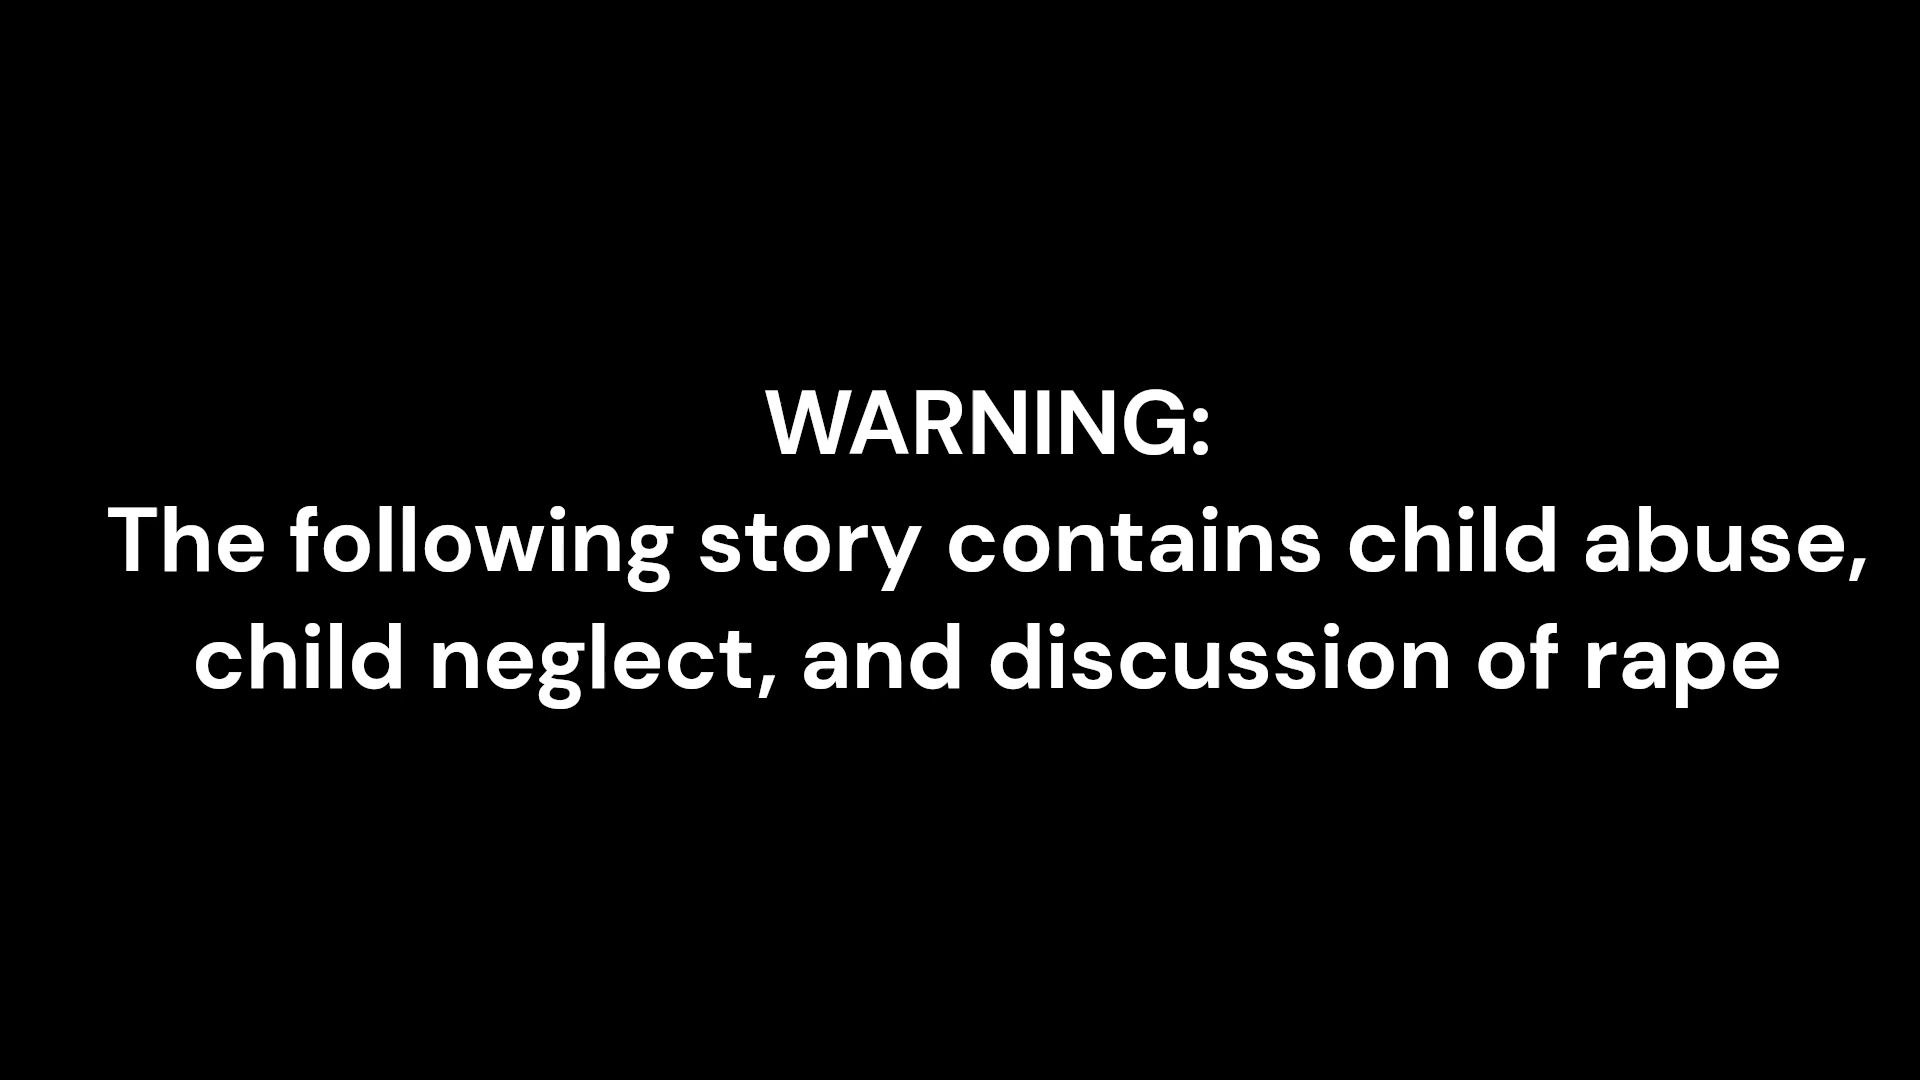 WARNING:
The following story contains child abuse,
child neglect, and discussion of rape